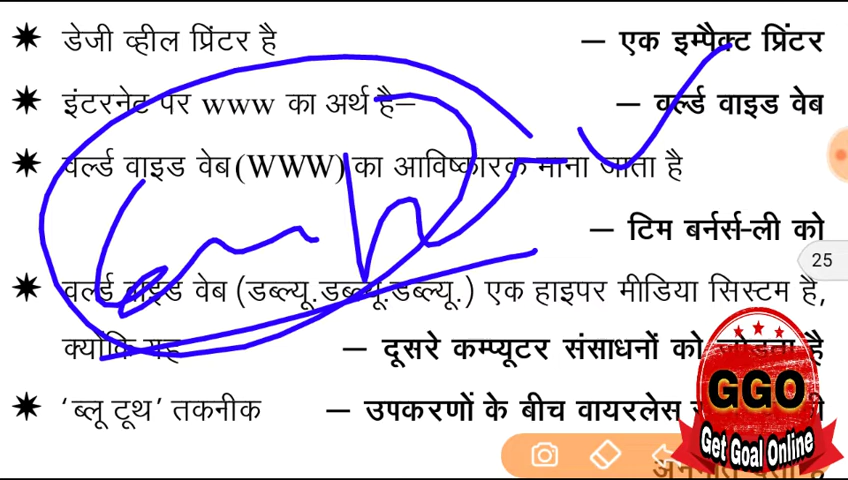 ✷ डेजी व्हील प्रिंटर है – एक इम्पैक्ट प्रिंटर
✷ इंटरनेट पर www का अर्थ है– – वर्ल्ड वाइड वेब
✷ वर्ल्ड वाइड वेब (WWW) का आविष्कारक माना जाता है
– टिम बर्नर्स-ली को
25
✷ वर्ल्ड वाइड वेब (डब्ल्यू.डब्ल्यू.डब्ल्यू.) एक हाइपर मीडिया सिस्टम है,
क्योंकि यह – दूसरे कम्प्यूटर संसाधनों को जोड़ता है
✷ ‘ब्लू टूथ’ तकनीक – उपकरणों के बीच वायरलेस
GGO
Get Goal Online